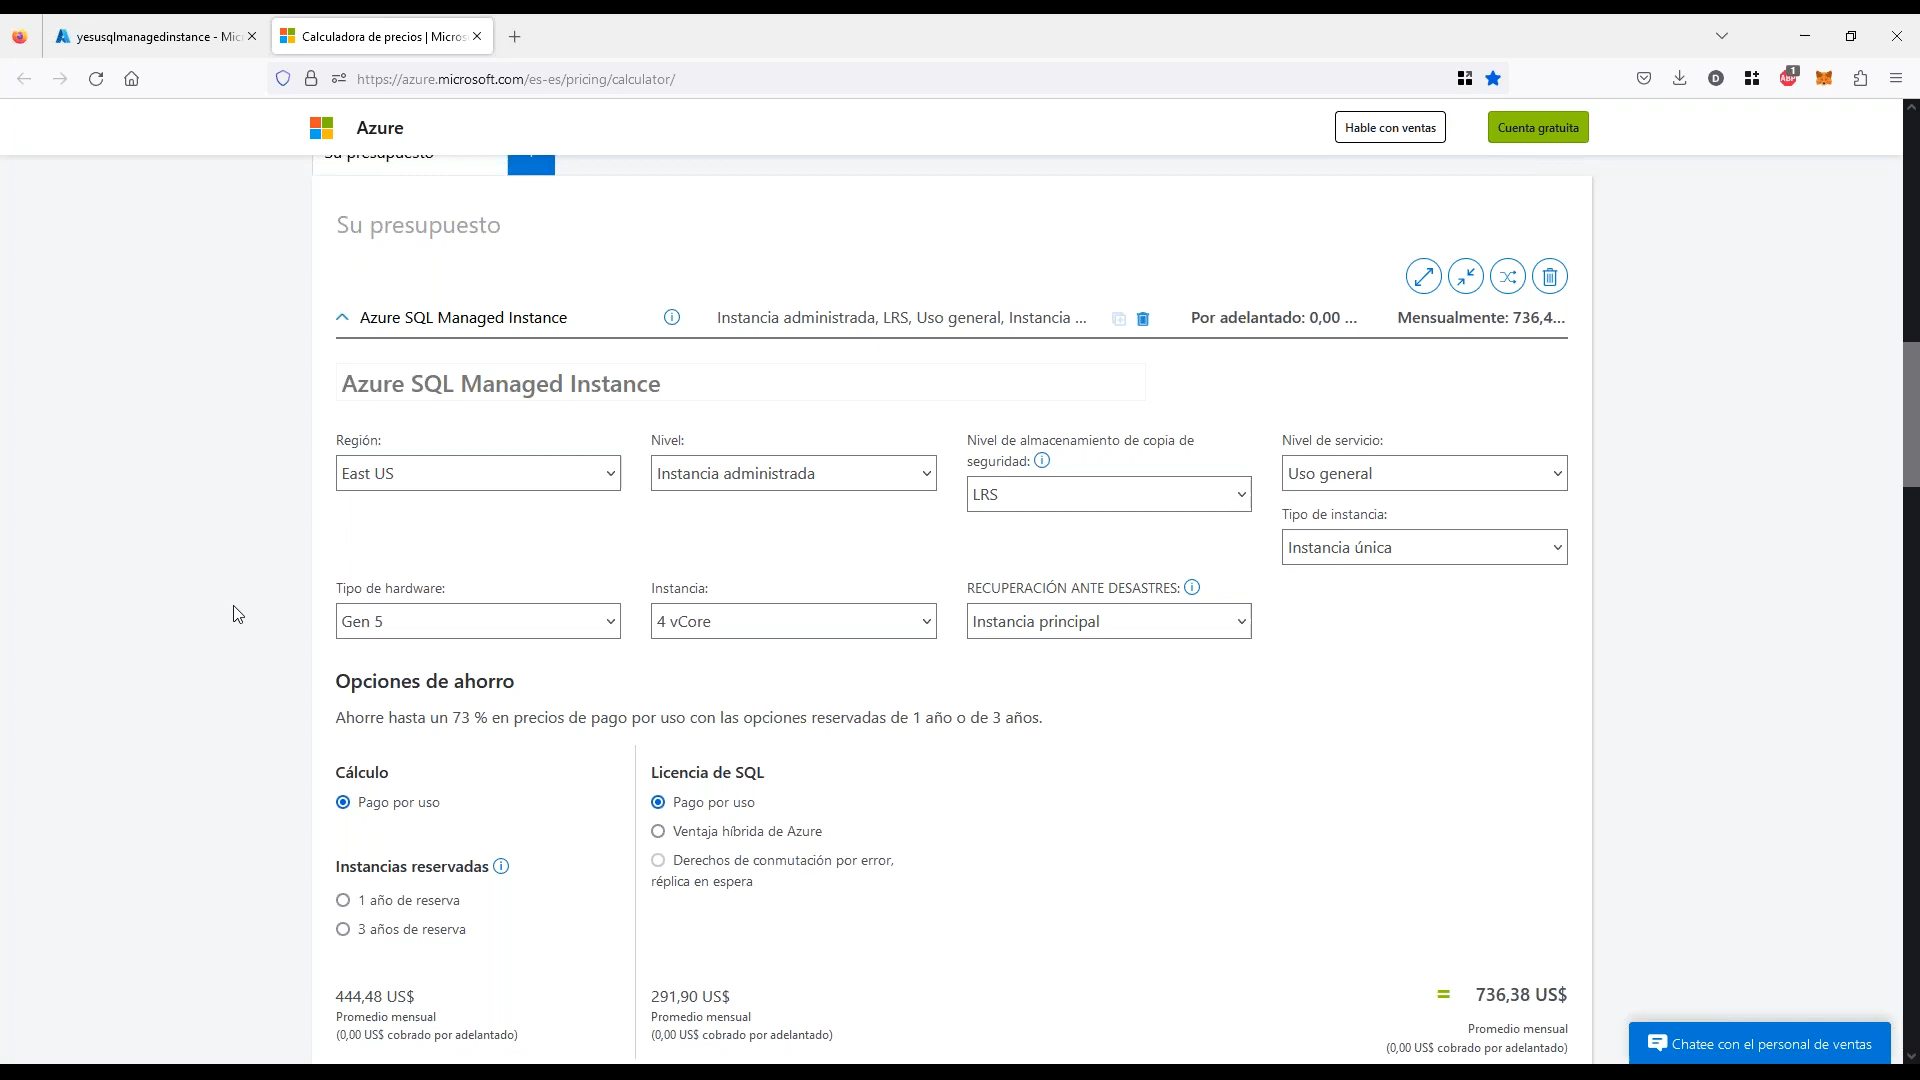 yesusqlmanagedinstance - Mic
Calculadora de precios | Micros
https://azure.microsoft.com/es-es/pricing/calculator/
D
1
ABP
Azure
Hable con ventas
Cuenta gratuita
Su presupuesto
Su presupuesto
Azure SQL Managed Instance
Instancia administrada, LRS, Uso general, Instancia ...
Por adelantado: 0,00 ...
Mensualmente: 736,4...
Azure SQL Managed Instance
Región:
East US
Nivel:
Instancia administrada
Nivel de almacenamiento de copia de
seguridad:
LRS
Nivel de servicio:
Uso general
Tipo de instancia:
Instancia única
Tipo de hardware:
Gen 5
Instancia:
4 vCore
RECUPERACIÓN ANTE DESASTRES:
Instancia principal
Opciones de ahorro
Ahorre hasta un 73 % en precios de pago por uso con las opciones reservadas de 1 año o de 3 años.
Cálculo
Pago por uso
Instancias reservadas
1 año de reserva
3 años de reserva
444,48 US$
Promedio mensual
(0,00 US$ cobrado por adelantado)
Licencia de SQL
Pago por uso
Ventaja híbrida de Azure
Derechos de conmutación por error,
réplica en espera
291,90 US$
Promedio mensual
(0,00 US$ cobrado por adelantado)
= 736,38 US$
Promedio mensual
(0,00 US$ cobrado por adelantado)
Chatee con el personal de ventas